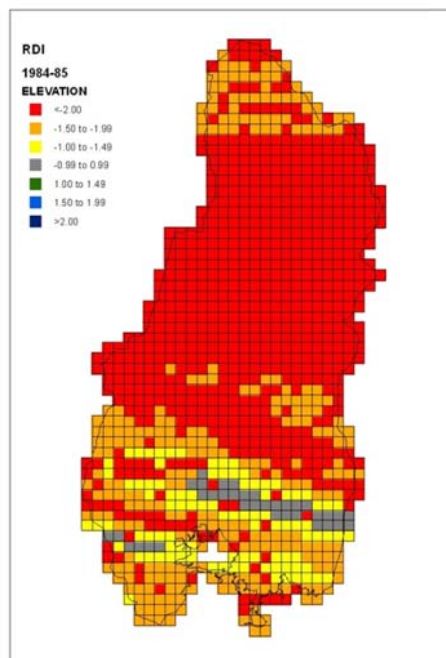 RDI
1984-85
ELEVATION
<-2.00
-1.50 to -1.99
-1.00 to -1.49
-0.99 to 0.99
1.00 to 1.49
1.50 to 1.99
>2.00